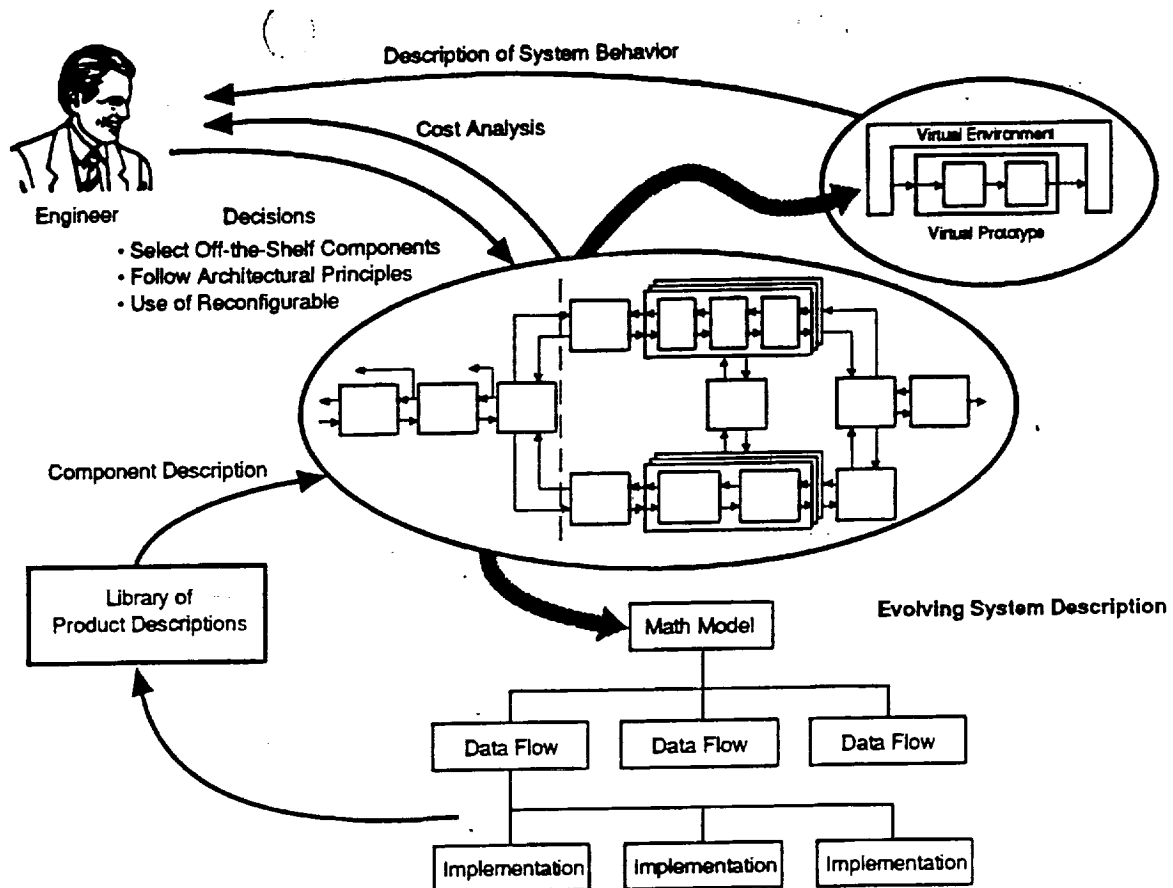 Description of System Behavior
Cost Analysis
Virtual Environment
Virtual Prototype
Engineer
Decisions
• Select Off-the-Shelf Components
• Follow Architectural Principles
• Use of Reconfigurable
Component Description
Library of
Product Descriptions
Evolving System Description
Math Model
Data Flow
Data Flow
Data Flow
Implementation
Implementation
Implementation